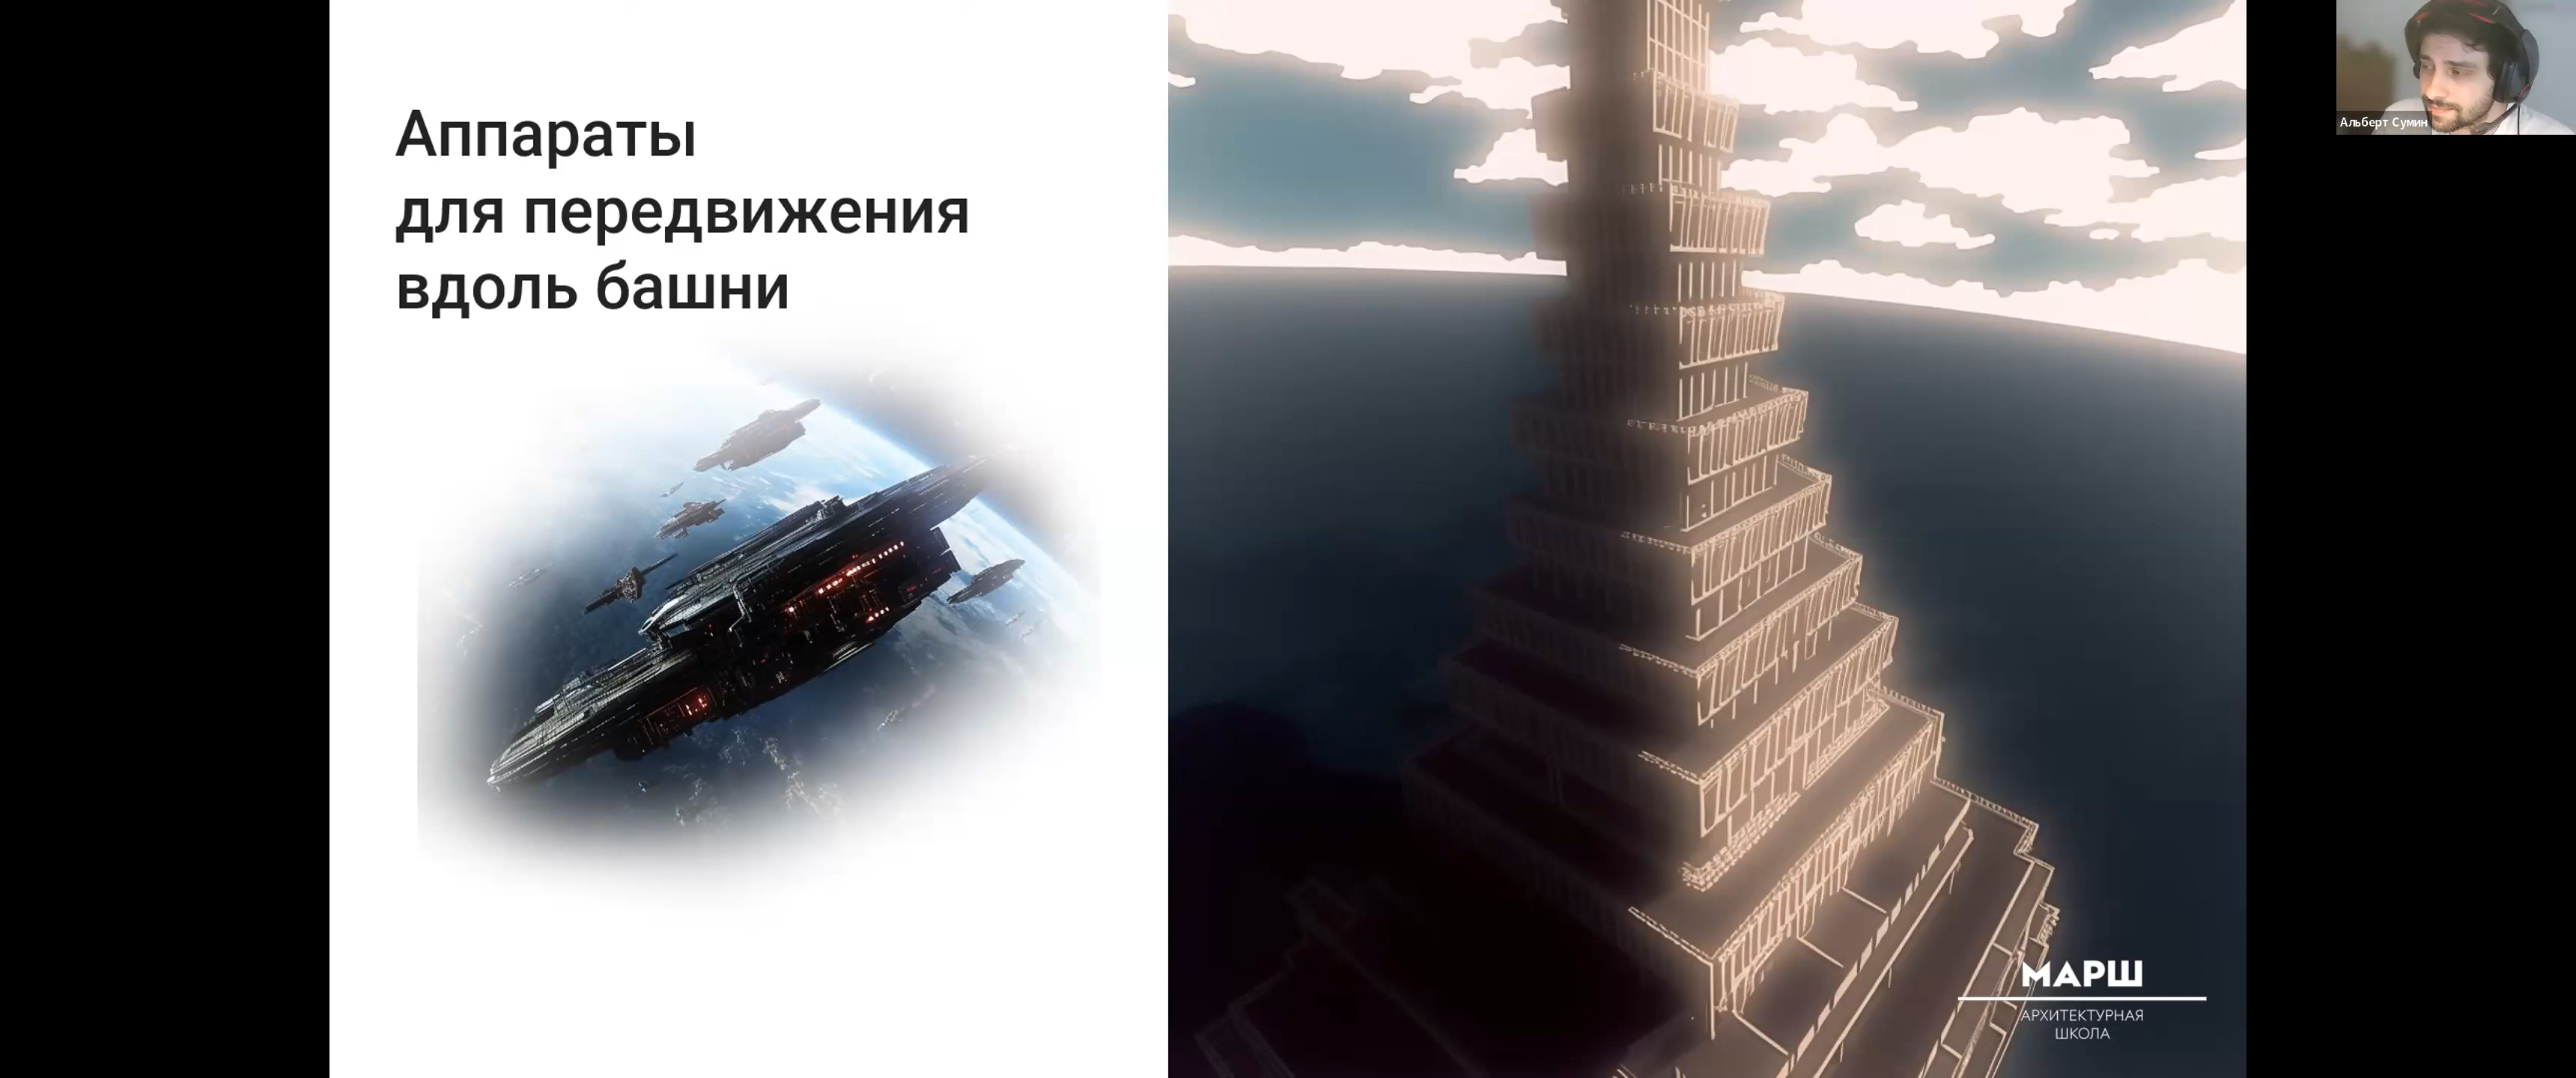 Аппараты
для передвижения
вдоль башни
Альберт Сумин
МАРШ
АРХИТЕКТУРНАЯ
ШКОЛА